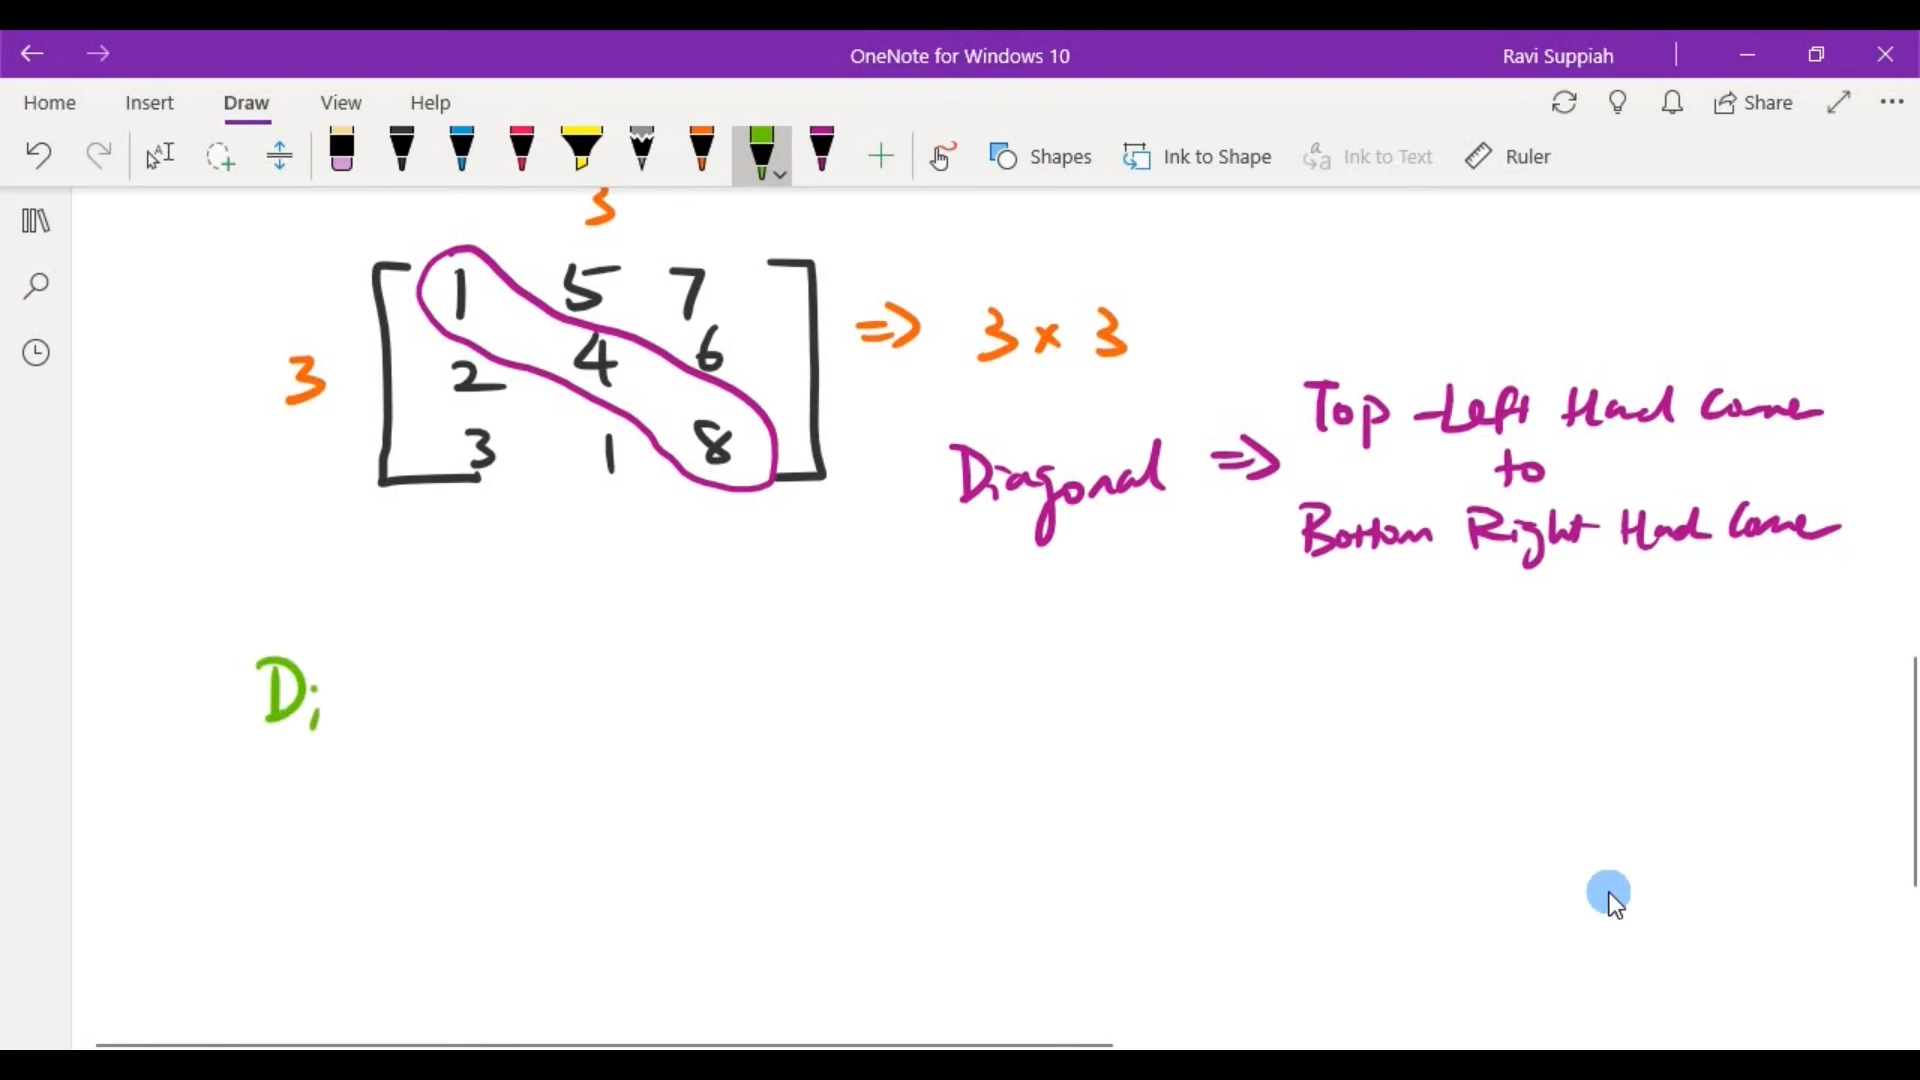 OneNote for Windows 10
Ravi Suppiah
Home Insert Draw View Help
Share
Shapes
Ink to Shape
Ink to Text
Ruler
3
1 5 7
2 4 6
3 1 8
3
=> 3 x 3
Diagonal =>
Top-Left Hand Corner
to
Bottom Right Hand Corner
Di